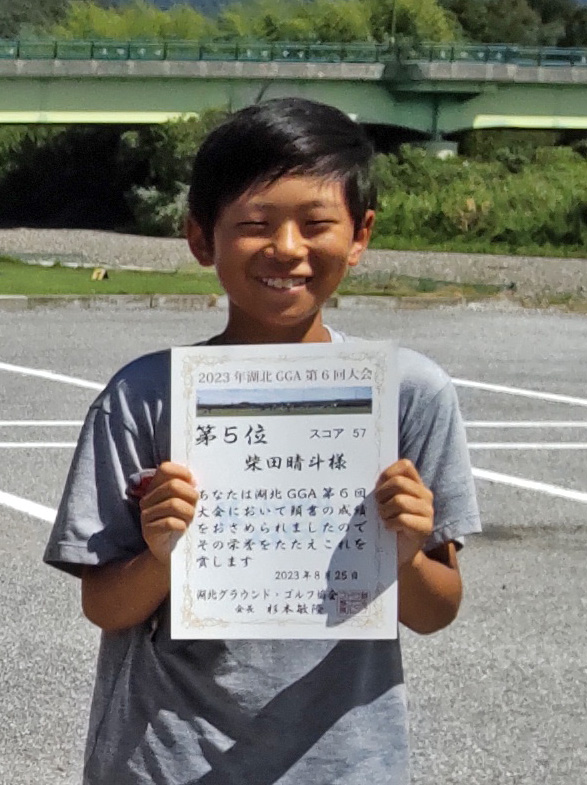 2023年湖北GGA第6回大会
第5位 スコア 57
柴田晴斗様
あなたは湖北GGA第6回
大会において頭書の成績
をおさめられましたので
その栄誉をたたえこれを
賞します
2023年8月25日
湖北グラウンド・ゴルフ協会
会長 杉本敏隆